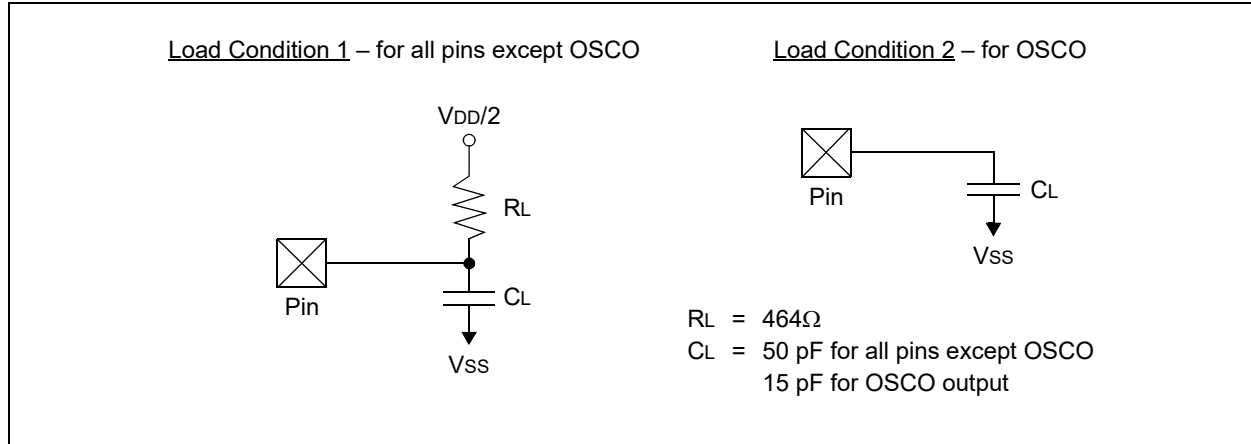 Load Condition 1 – for all pins except OSCO
VDD/2
RL
Pin
CL
VSS
Load Condition 2 – for OSCO
Pin
CL
VSS
RL = 464Ω
CL = 50 pF for all pins except OSCO
15 pF for OSCO output